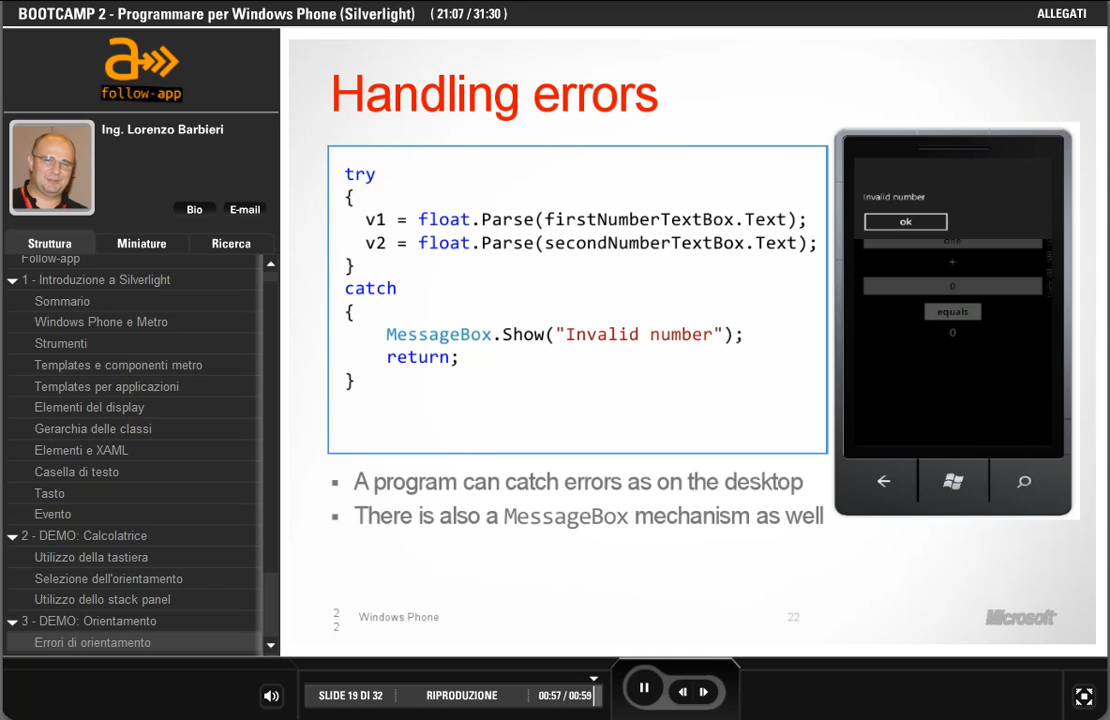 BOOTCAMP 2 - Programmare per Windows Phone (Silverlight) ( 21:07 / 31:30 )
ALLEGATI
a
follow-app
Ing. Lorenzo Barbieri
Bio
E-mail
Struttura
Miniature
Ricerca
Follow-app
1 - Introduzione a Silverlight
Sommario
Windows Phone e Metro
Strumenti
Templates e componenti metro
Templates per applicazioni
Elementi del display
Gerarchia delle classi
Elementi e XAML
Casella di testo
Tasto
Evento
2 - DEMO: Calcolatrice
Utilizzo della tastiera
Selezione dell'orientamento
Utilizzo dello stack panel
3 - DEMO: Orientamento
Errori di orientamento
Handling errors
try
{
v1 = float.Parse(firstNumberTextBox.Text);
v2 = float.Parse(secondNumberTextBox.Text);
}
catch
{
MessageBox.Show("Invalid number");
return;
}
Invalid number
ok
one
+
0
equals
0
▪ A program can catch errors as on the desktop
▪ There is also a MessageBox mechanism as well
2
2
Windows Phone
22
Microsoft
SLIDE 19 DI 32
RIPRODUZIONE
00:57 / 00:59